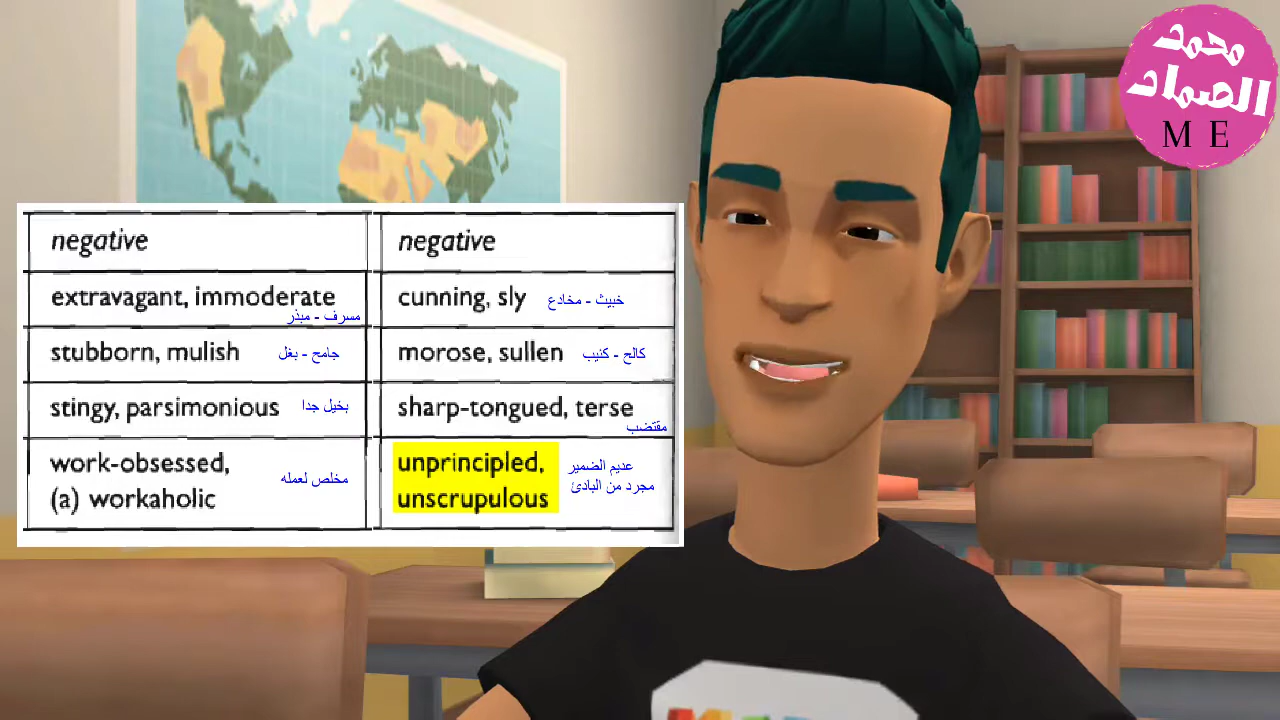 محمد
الصماد
M E
negative
extravagant, immoderate
مسرف - مبذر
stubborn, mulish جامح - بغل
stingy, parsimonious بخيل جدا
work-obsessed,
(a) workaholic
مخلص لعمله
negative
cunning, sly خبيث - مخادع
morose, sullen كالح - كئيب
sharp-tongued, terse
مقتضب
unprincipled,
unscrupulous
عديم الضمير
مجرد من البادئ